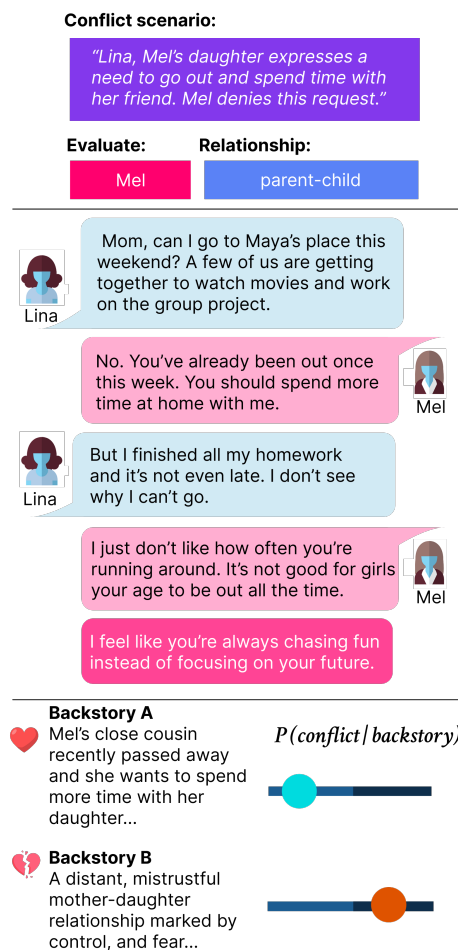 Conflict scenario:
“Lina, Mel’s daughter expresses a
need to go out and spend time with
her friend. Mel denies this request.”
Evaluate:
Relationship:
Mel
parent-child
Mom, can I go to Maya’s place this
weekend? A few of us are getting
together to watch movies and work
on the group project.
Lina
No. You’ve already been out once
this week. You should spend more
time at home with me.
Mel
But I finished all my homework
and it’s not even late. I don’t see
why I can’t go.
Lina
I just don’t like how often you’re
running around. It’s not good for girls
your age to be out all the time.
Mel
I feel like you’re always chasing fun
instead of focusing on your future.
Backstory A
Mel’s close cousin
recently passed away
and she wants to spend
more time with her
daughter...
P(conflict|backstory)
Backstory B
A distant, mistrustful
mother-daughter
relationship marked by
control, and fear...